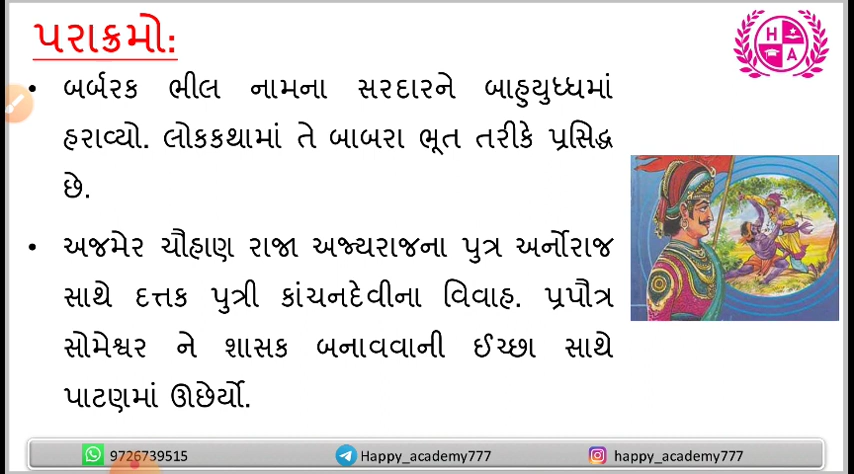 પરાક્રમો:
H A
• બર્બરક ભીલ નામના સરદારને બાહુયુધ્ધમાં
હરાવ્યો. લોકકથામાં તે બાબરા ભૂત તરીકે પ્રસિદ્ધ
છે.
• અજમેર ચૌહાણ રાજા અજ્યરાજના પુત્ર અર્નોરાજ
સાથે દત્તક પુત્રી કાંચનદેવીના વિવાહ. પ્રપૌત્ર
સોમેશ્વર ને શાસક બનાવવાની ઈચ્છા સાથે
પાટણમાં ઊછેર્યો.
9726739515 Happy_academy777 happy_academy777